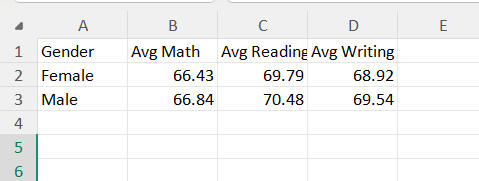 A B C D E
1 Gender Avg Math Avg Reading Avg Writing
2 Female 66.43 69.79 68.92
3 Male 66.84 70.48 69.54
4
5
6